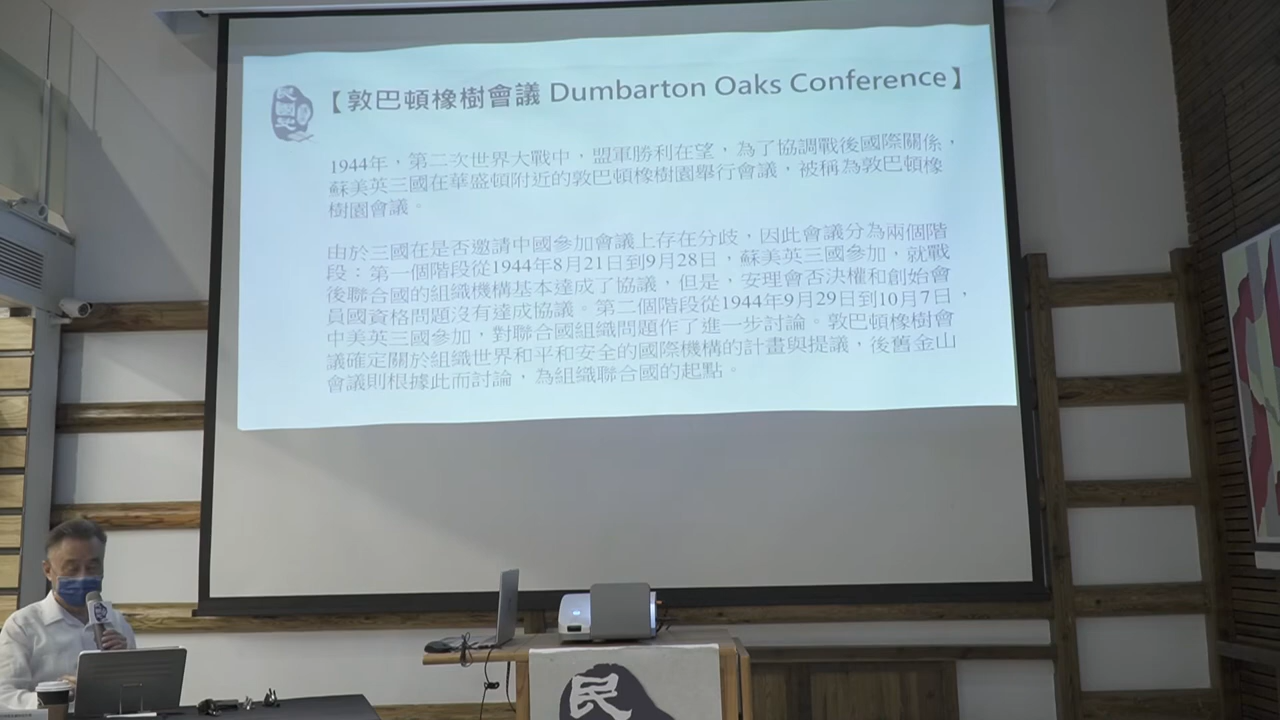 【敦巴頓橡樹會議 Dumbarton Oaks Conference】
民國史
1944年，第二次世界大戰中，盟軍勝利在望，為了協調戰後國際關係，
蘇美英三國在華盛頓附近的敦巴頓橡樹園舉行會議，被稱為敦巴頓橡
樹園會議。
由於三國在是否邀請中國參加會議上存在分歧，因此會議分為兩個階
段：第一個階段從1944年8月21日到9月28日，蘇美英三國參加，就戰
後聯合國的組織機構基本達成了協議，但是，安理會否決權和創始會
員國資格問題沒有達成協議。第二個階段從1944年9月29日到10月7日，
中美英三國參加，對聯合國組織問題作了進一步討論。敦巴頓橡樹會
議確定關於組織世界和平和安全的國際機構的計畫與提議，後舊金山
會議則根據此而討論，為組織聯合國的起點。
民